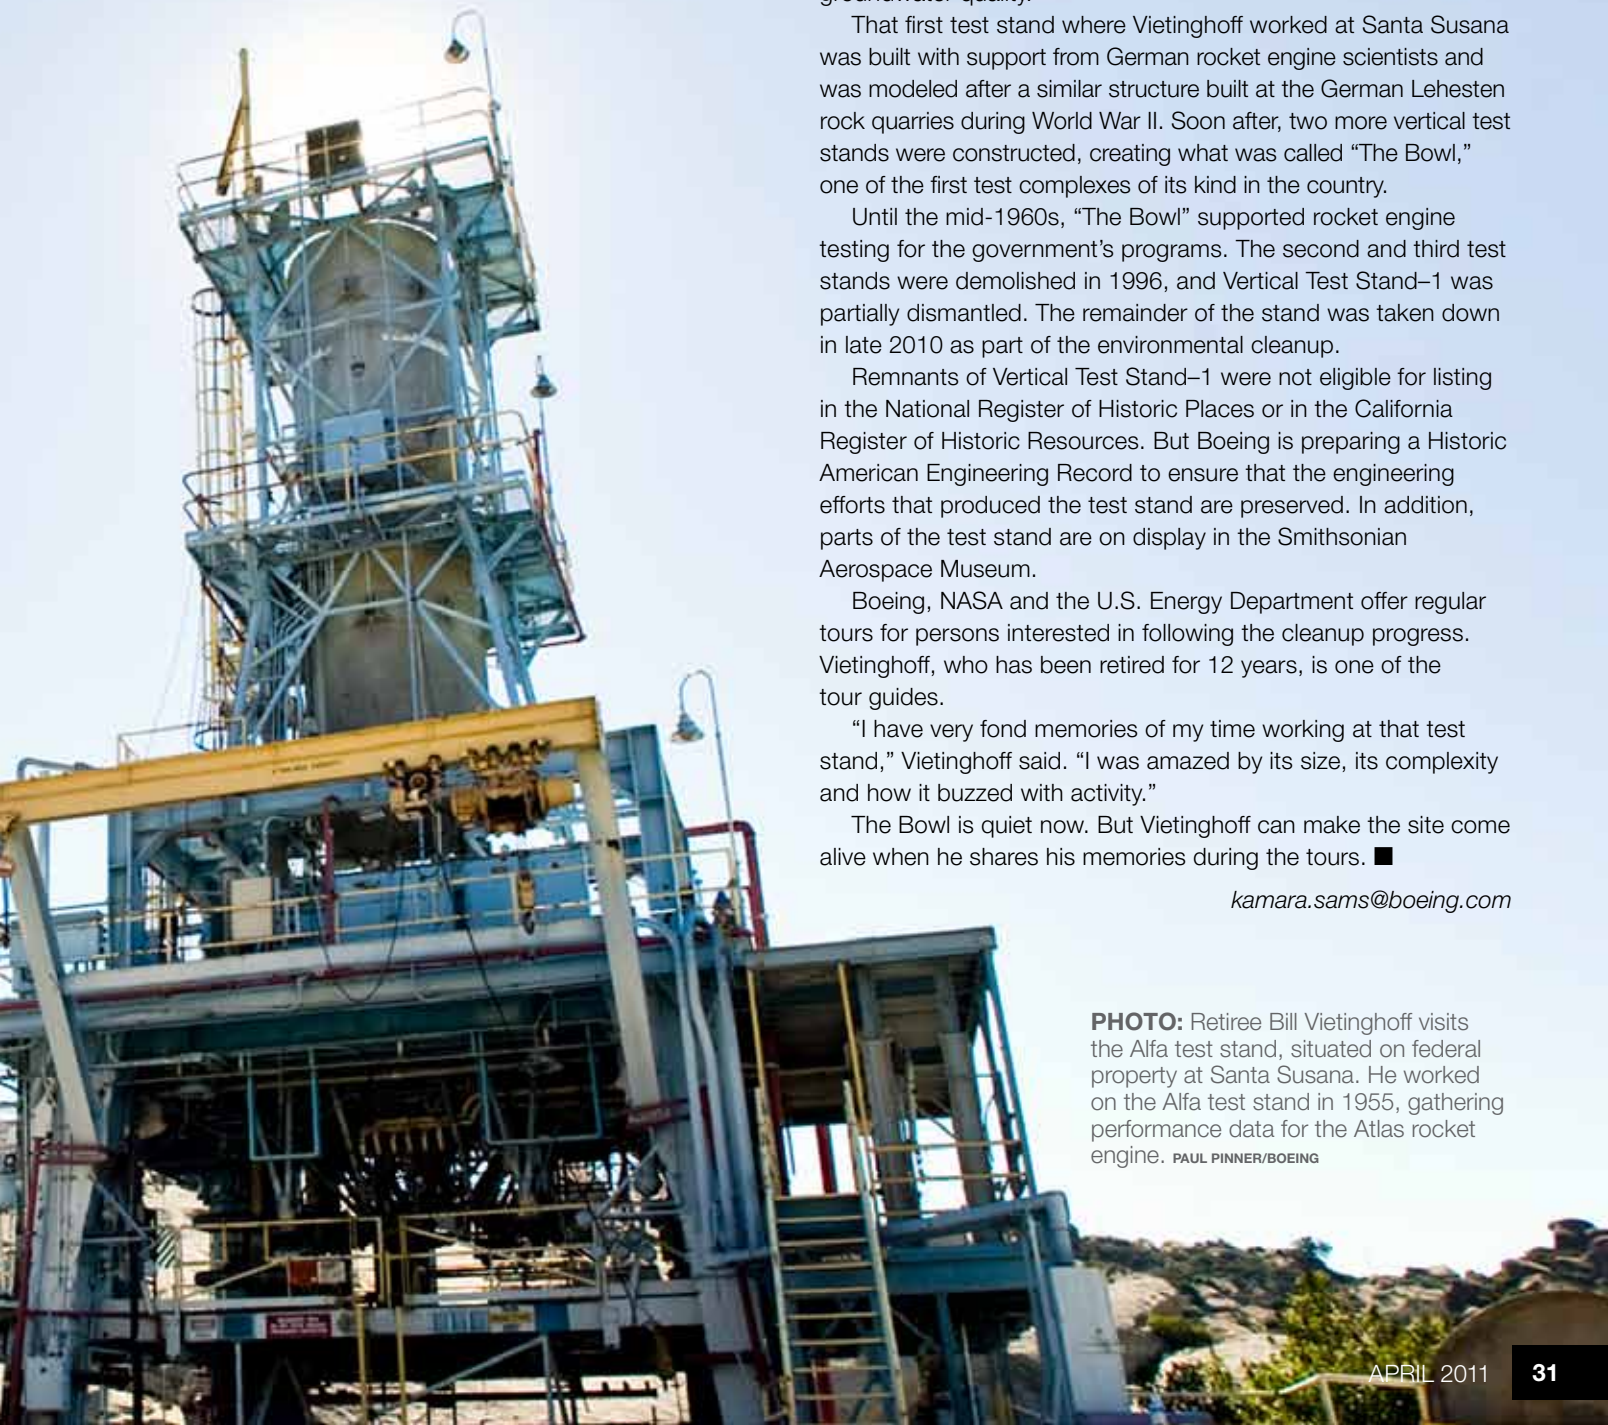 That first test stand where Vietinghoff worked at Santa Susana
was built with support from German rocket engine scientists and
was modeled after a similar structure built at the German Lehesten
rock quarries during World War II. Soon after, two more vertical test
stands were constructed, creating what was called “The Bowl,”
one of the first test complexes of its kind in the country.
Until the mid-1960s, “The Bowl” supported rocket engine
testing for the government’s programs. The second and third test
stands were demolished in 1996, and Vertical Test Stand–1 was
partially dismantled. The remainder of the stand was taken down
in late 2010 as part of the environmental cleanup.
Remnants of Vertical Test Stand–1 were not eligible for listing
in the National Register of Historic Places or in the California
Register of Historic Resources. But Boeing is preparing a Historic
American Engineering Record to ensure that the engineering
efforts that produced the test stand are preserved. In addition,
parts of the test stand are on display in the Smithsonian
Aerospace Museum.
Boeing, NASA and the U.S. Energy Department offer regular
tours for persons interested in following the cleanup progress.
Vietinghoff, who has been retired for 12 years, is one of the
tour guides.
“I have very fond memories of my time working at that test
stand,” Vietinghoff said. “I was amazed by its size, its complexity
and how it buzzed with activity.”
The Bowl is quiet now. But Vietinghoff can make the site come
alive when he shares his memories during the tours. ■
kamara.sams@boeing.com
PHOTO: Retiree Bill Vietinghoff visits
the Alfa test stand, situated on federal
property at Santa Susana. He worked
on the Alfa test stand in 1955, gathering
performance data for the Atlas rocket
engine. PAUL PINNER/BOEING
APRIL 2011 31